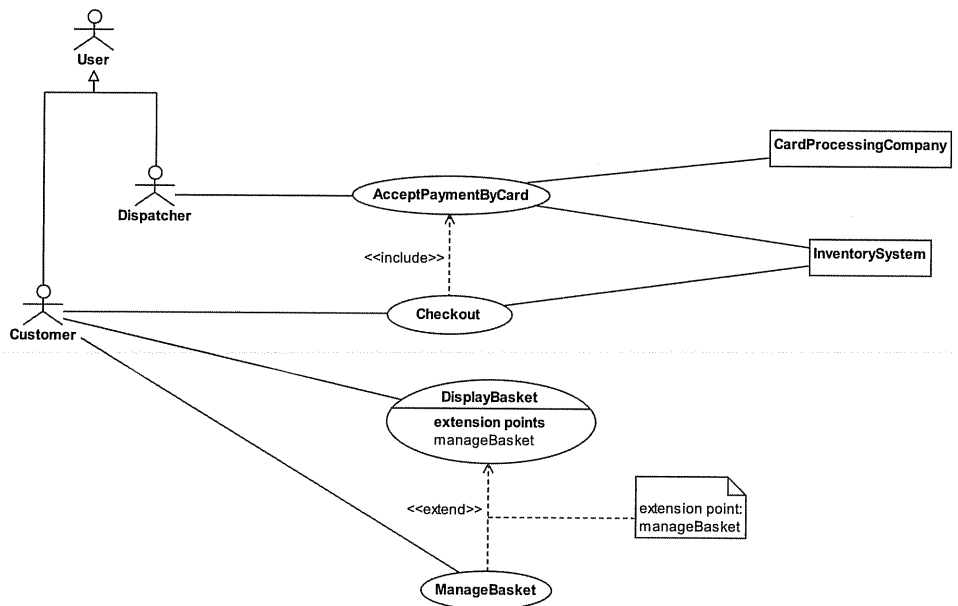 User
CardProcessingCompany
AcceptPaymentByCard
Dispatcher
<<include>>
InventorySystem
Checkout
Customer
DisplayBasket
extension points
manageBasket
<<extend>>
extension point:
manageBasket
ManageBasket